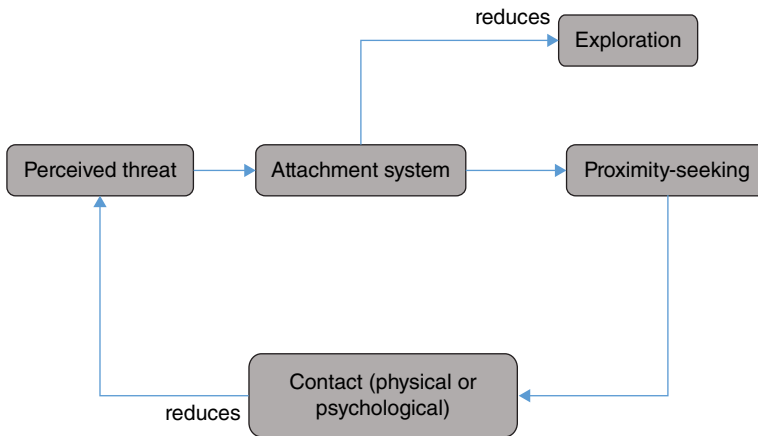 reduces
Exploration
Perceived threat
Attachment system
Proximity-seeking
Contact (physical or
psychological)
reduces